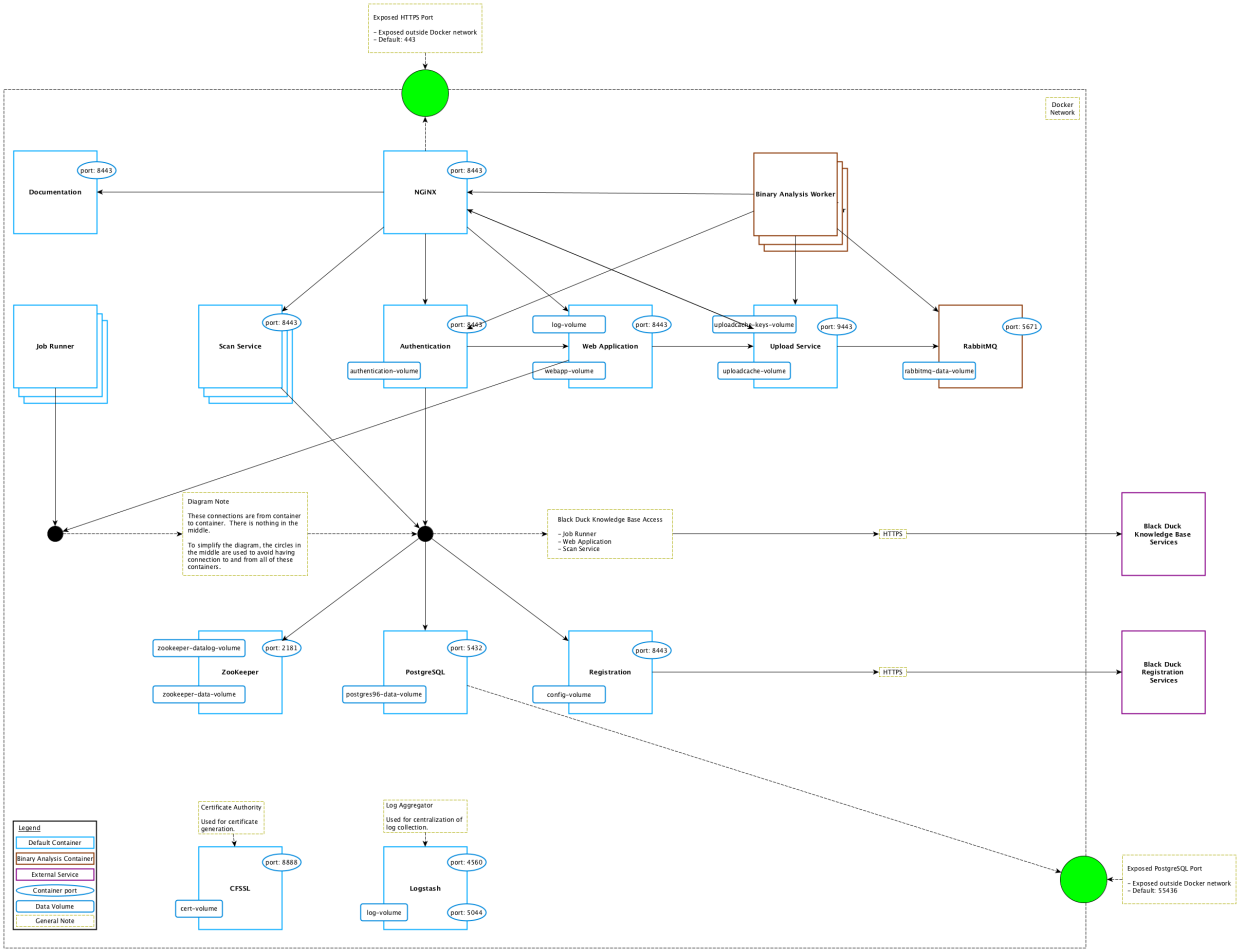 Exposed HTTPS Port
- Exposed outside Docker network
- Default: 443
Docker
Network
Documentation
port: 8443
NGiNX
port: 8443
Binary Analysis Worker
Job Runner
Scan Service
port: 8443
Authentication
port: 8443
authentication-volume
log-volume
Web Application
port: 8443
webapp-volume
uploadcache-keys-volume
Upload Service
port: 9443
uploadcache-volume
RabbitMQ
port: 5671
rabbitmq-data-volume
Diagram Note
These connections are from container
to container. There is nothing in the
middle.
To simplify the diagram, the circles in
the middle are used to avoid having
connection to and from all of these
containers.
Black Duck Knowledge Base Access
- Job Runner
- Web Application
- Scan Service
HTTPS
Black Duck
Knowledge Base
Services
zookeeper-datalog-volume
port: 2181
ZooKeeper
zookeeper-data-volume
port: 5432
PostgreSQL
postgres96-data-volume
port: 8443
Registration
config-volume
HTTPS
Black Duck
Registration
Services
Certificate Authority
Used for certificate
generation.
port: 8888
CFSSL
cert-volume
Log Aggregator
Used for centralization of
log collection.
port: 4560
Logstash
log-volume
port: 5044
Exposed PostgreSQL Port
- Exposed outside Docker network
- Default: 55436
Legend
Default Container
Binary Analysis Container
External Service
Container port
Data Volume
General Note